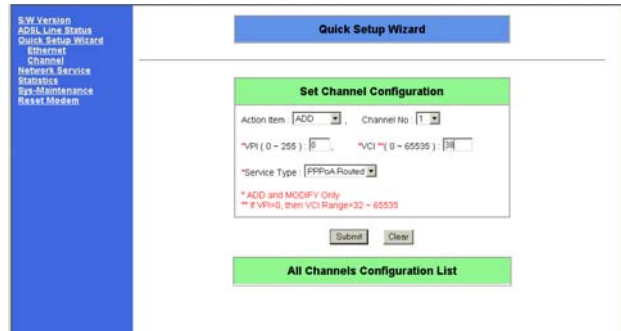 S/W Version
ADSL Line Status
Quick Setup Wizard
Ethernet
Channel
Network Service
Statistics
Sys-Maintenance
Reset Modem
Quick Setup Wizard
Set Channel Configuration
Action Item : ADD , Channel No : 1
*VPI ( 0 ~ 255 ) : 0 , *VCI **( 0 ~ 65535 ) : 38
*Service Type : PPPoA Routed
* ADD and MODIFY Only
** If VPI=0, then VCI Range=32 ~ 65535
Submit Clear
All Channels Configuration List